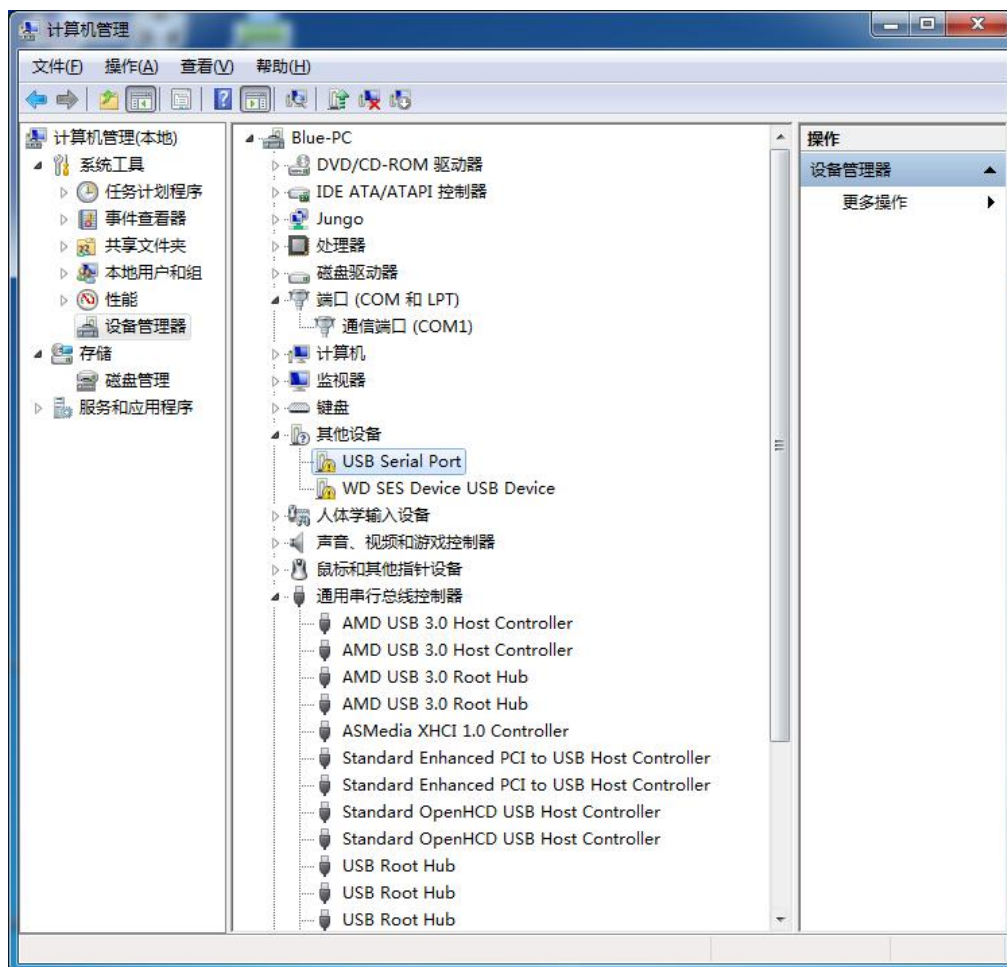 计算机管理
文件(F) 操作(A) 查看(V) 帮助(H)
计算机管理(本地)
系统工具
任务计划程序
事件查看器
共享文件夹
本地用户和组
性能
设备管理器
存储
磁盘管理
服务和应用程序
Blue-PC
DVD/CD-ROM 驱动器
IDE ATA/ATAPI 控制器
Jungo
处理器
磁盘驱动器
端口 (COM 和 LPT)
通信端口 (COM1)
计算机
监视器
键盘
其他设备
USB Serial Port
WD SES Device USB Device
人体学输入设备
声音、视频和游戏控制器
鼠标和其他指针设备
通用串行总线控制器
AMD USB 3.0 Host Controller
AMD USB 3.0 Host Controller
AMD USB 3.0 Root Hub
AMD USB 3.0 Root Hub
ASMedia XHCI 1.0 Controller
Standard Enhanced PCI to USB Host Controller
Standard Enhanced PCI to USB Host Controller
Standard OpenHCD USB Host Controller
Standard OpenHCD USB Host Controller
USB Root Hub
USB Root Hub
USB Root Hub
操作
设备管理器
更多操作